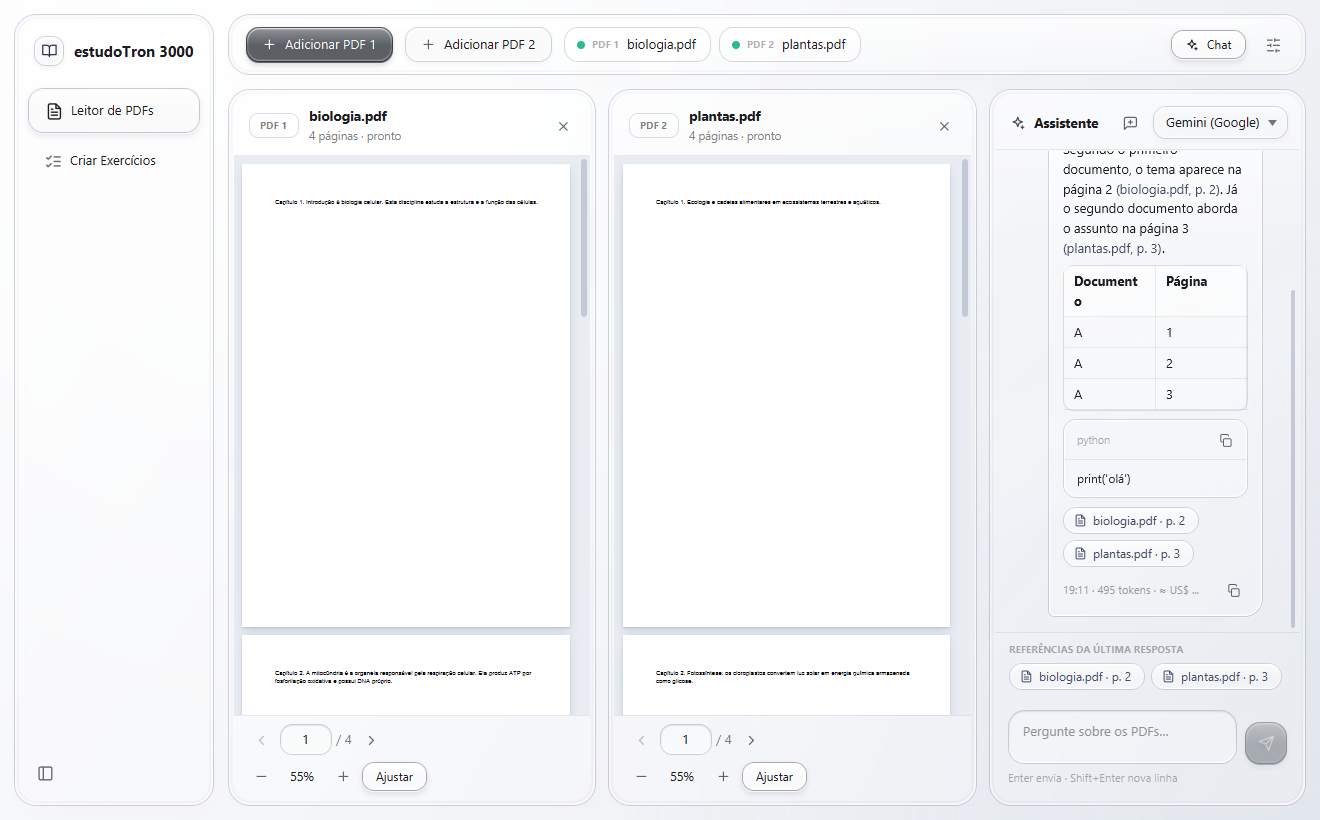 estudoTron 3000
Leitor de PDFs
Criar Exercícios
Adicionar PDF 1
Adicionar PDF 2
PDF 1 biologia.pdf
PDF 2 plantas.pdf
Chat
PDF 1
biologia.pdf
4 páginas · pronto
Capítulo 1. Introdução à biologia celular. Esta disciplina estuda a estrutura e a função das células.
Capítulo 2. A mitocôndria é a organela responsável pela respiração celular. Ela produz ATP por
fosforilação oxidativa e possui DNA próprio.
1 / 4
55%
Ajustar
PDF 2
plantas.pdf
4 páginas · pronto
Capítulo 1. Ecologia e cadeias alimentares em ecossistemas terrestres e aquáticos.
Capítulo 2. Fotossíntese: os cloroplastos convertem luz solar em energia química armazenada
como glicose.
1 / 4
55%
Ajustar
Assistente
Gemini (Google)
Segundo o primeiro
documento, o tema aparece na
página 2 (biologia.pdf, p. 2). Já
o segundo documento aborda
o assunto na página 3
(plantas.pdf, p. 3).
Document
o
Página
A 1
A 2
A 3
python
print('olá')
biologia.pdf · p. 2
plantas.pdf · p. 3
19:11 · 495 tokens · ≈ US$ ...
REFERÊNCIAS DA ÚLTIMA RESPOSTA
biologia.pdf · p. 2
plantas.pdf · p. 3
Pergunte sobre os PDFs...
Enter envia · Shift+Enter nova linha